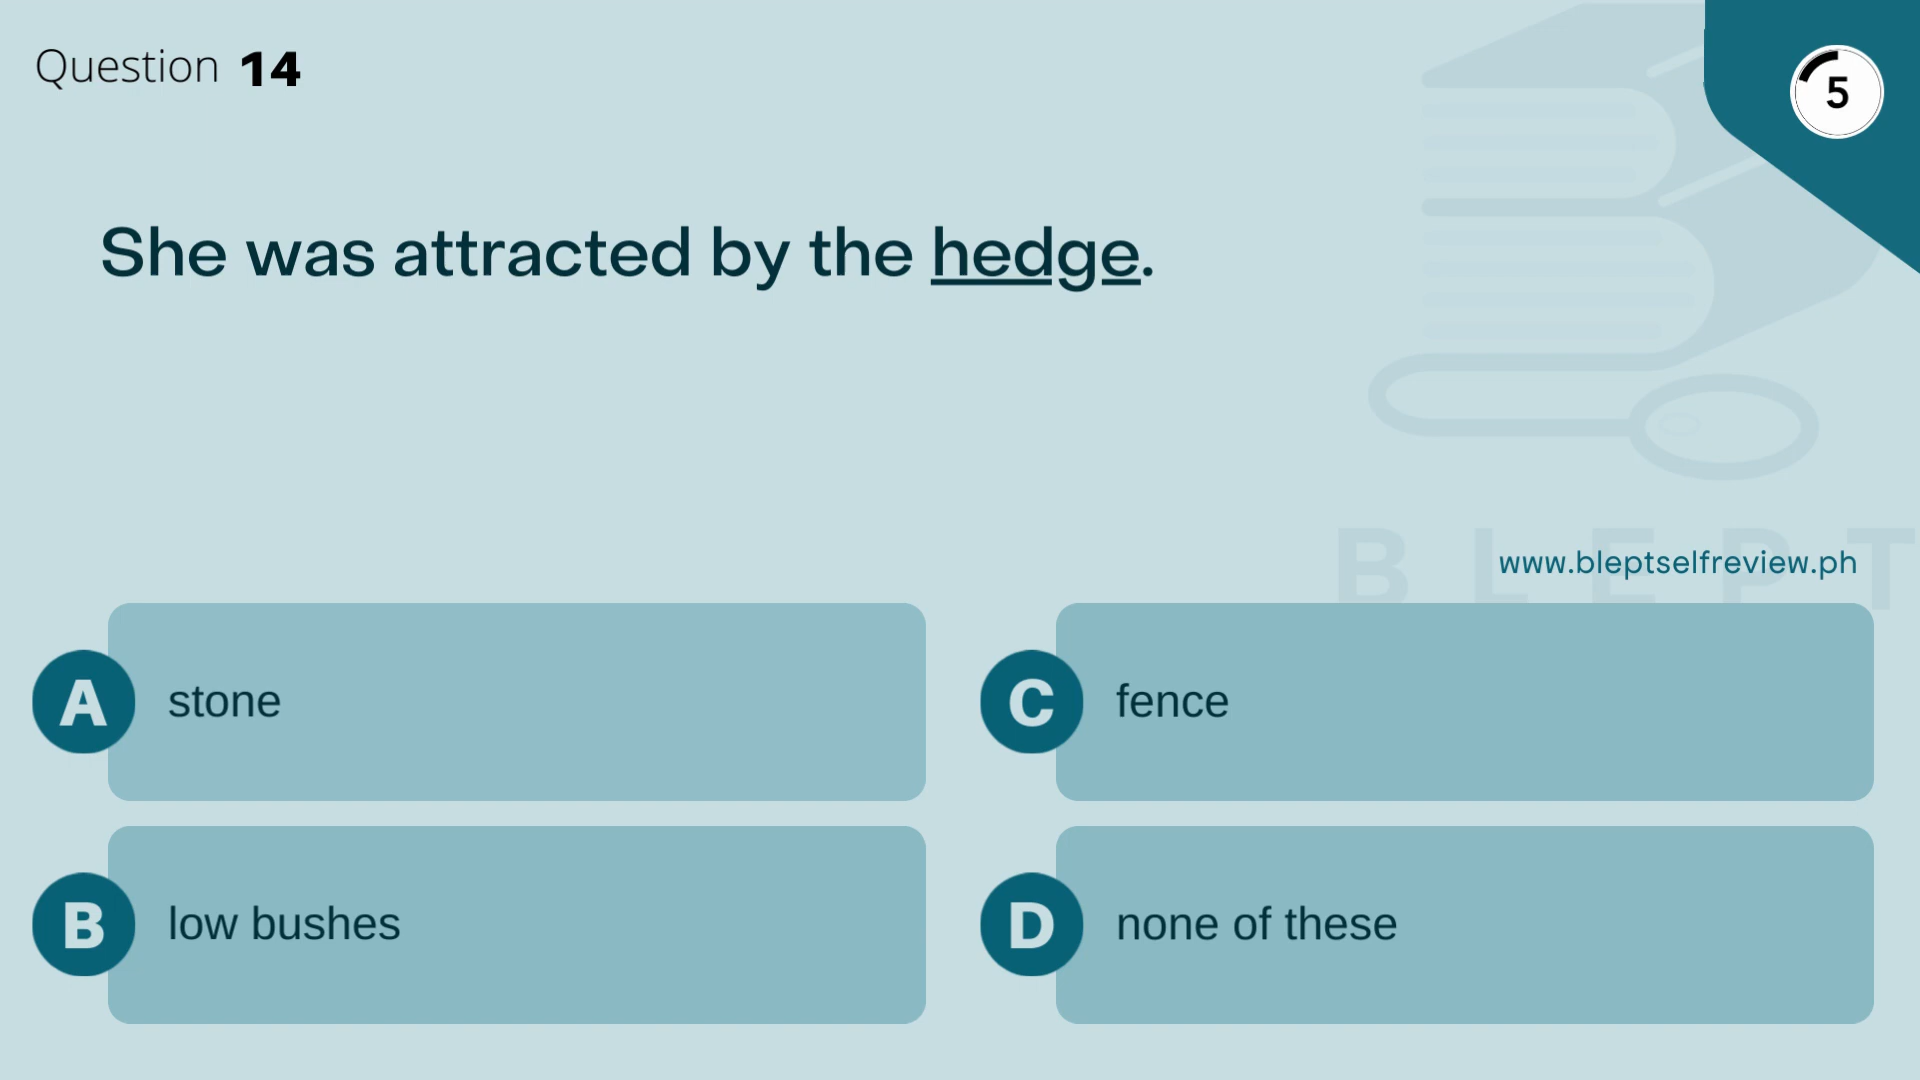 Question 14
5
She was attracted by the hedge.
BLEPT
www.bleptselfreview.ph
A stone
B low bushes
C fence
D none of these